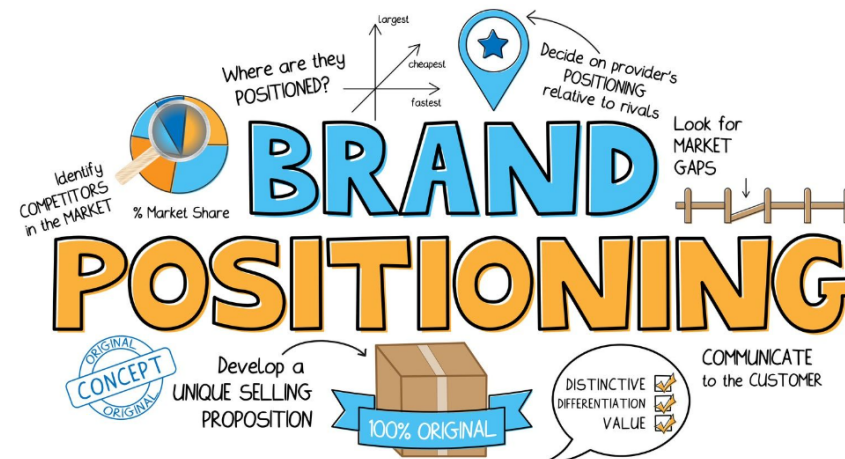 largest
cheapest
fastest
Where are they
POSITIONED?
Decide on provider's
POSITIONING
relative to rivals
Look for
MARKET
GAPS
Identify
COMPETITORS
in the MARKET
% Market Share
BRAND
POSITIONING
ORIGINAL
CONCEPT
ORIGINAL
Develop a
UNIQUE SELLING
PROPOSITION
100% ORIGINAL
DISTINCTIVE
DIFFERENTIATION
VALUE
COMMUNICATE
to the CUSTOMER